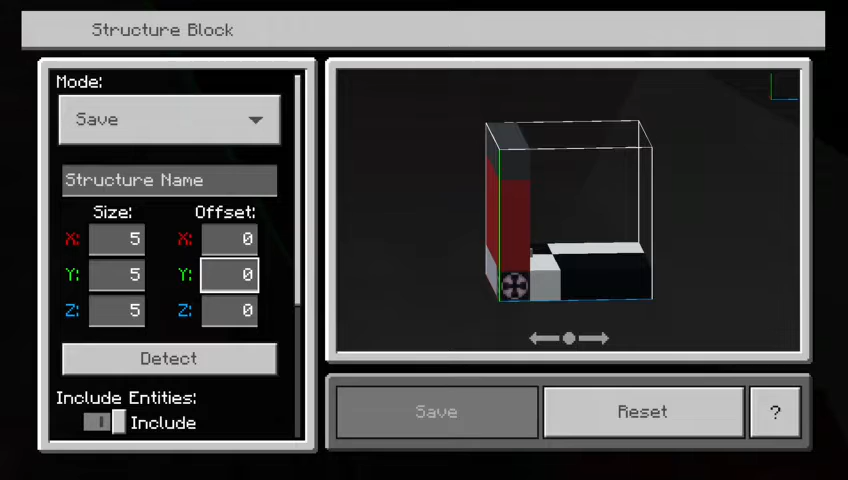 Structure Block
Mode:
Save
Structure Name
Size: Offset:
X: 5 X: 0
Y: 5 Y: 0
Z: 5 Z: 0
Detect
Include Entities:
Include
Save Reset ?